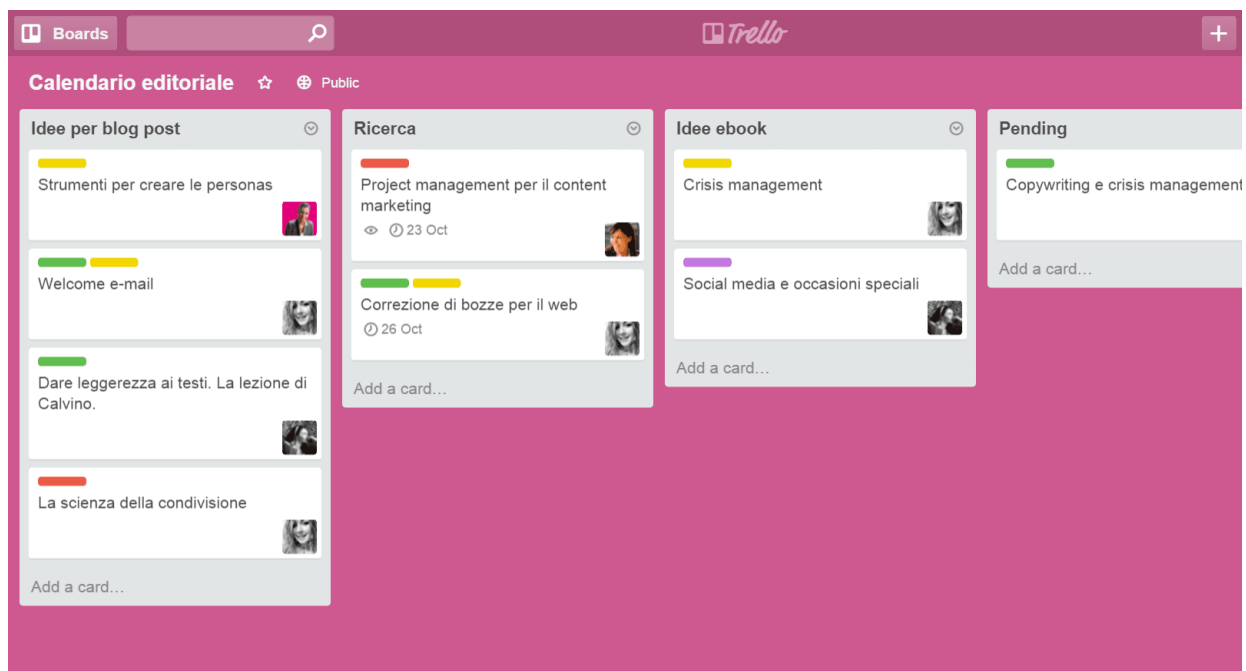 Boards
Trello
Calendario editoriale
Public
Idee per blog post
Strumenti per creare le personas
Welcome e-mail
Dare leggerezza ai testi. La lezione di
Calvino.
La scienza della condivisione
Add a card…
Ricerca
Project management per il content
marketing
23 Oct
Correzione di bozze per il web
26 Oct
Add a card…
Idee ebook
Crisis management
Social media e occasioni speciali
Add a card…
Pending
Copywriting e crisis management
Add a card…